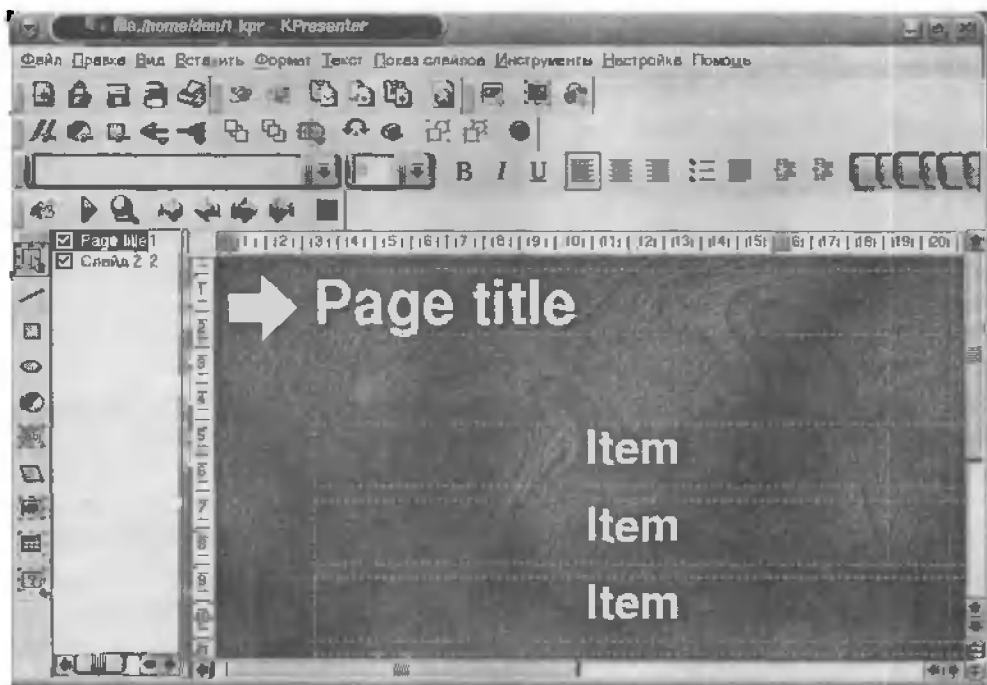 file:/home/den/1.kpr - KPresenter
Файл Правка Вид Вставить Формат Текст Показ слайдов Инструменты Настройка Помощь
B I U
Page title 1
Слайд 2 2
Page title
Item
Item
Item